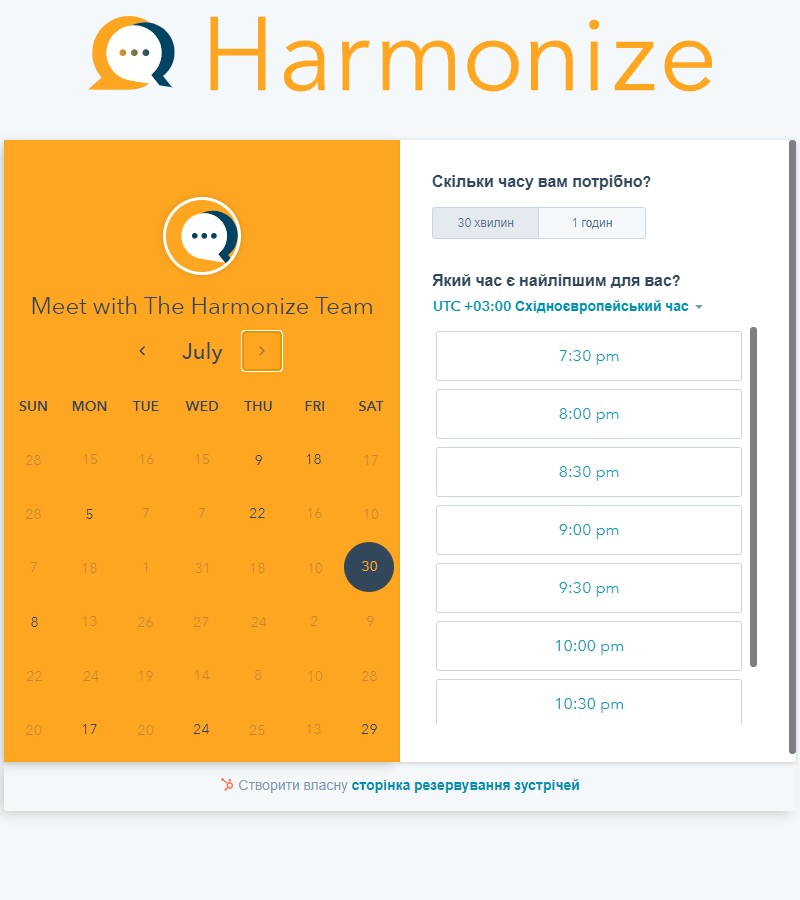 Harmonize
Meet with The Harmonize Team
July
SUN MON TUE WED THU FRI SAT
28 15 16 15 9 18 17
28 5 7 7 22 16 10
7 18 1 31 18 10 30
8 13 26 27 24 2 9
22 24 19 14 8 10 28
20 17 20 24 25 13 29
Скільки часу вам потрібно?
30 хвилин 1 годин
Який час є найліпшим для вас?
UTC +03:00 Східноєвропейський час
7:30 pm
8:00 pm
8:30 pm
9:00 pm
9:30 pm
10:00 pm
10:30 pm
Створити власну сторінка резервування зустрічей